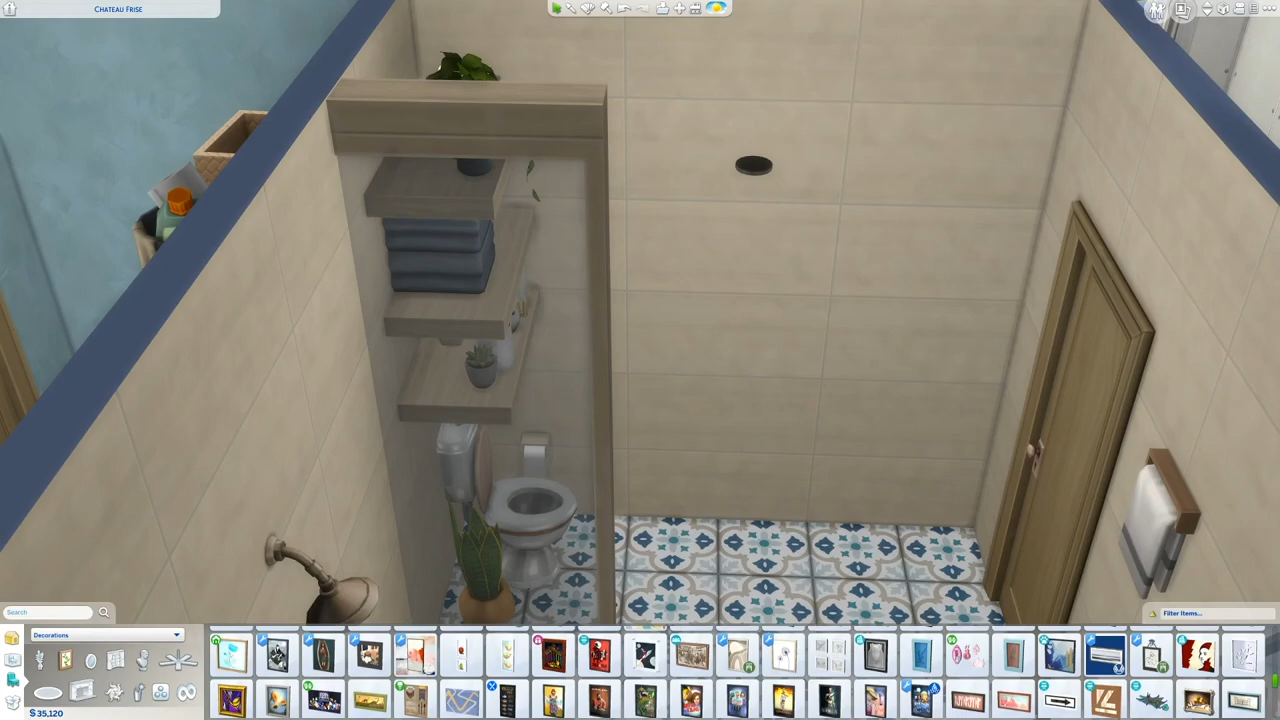 CHATEAU FRISE
Search
Filter Items...
Decorations
§35,120